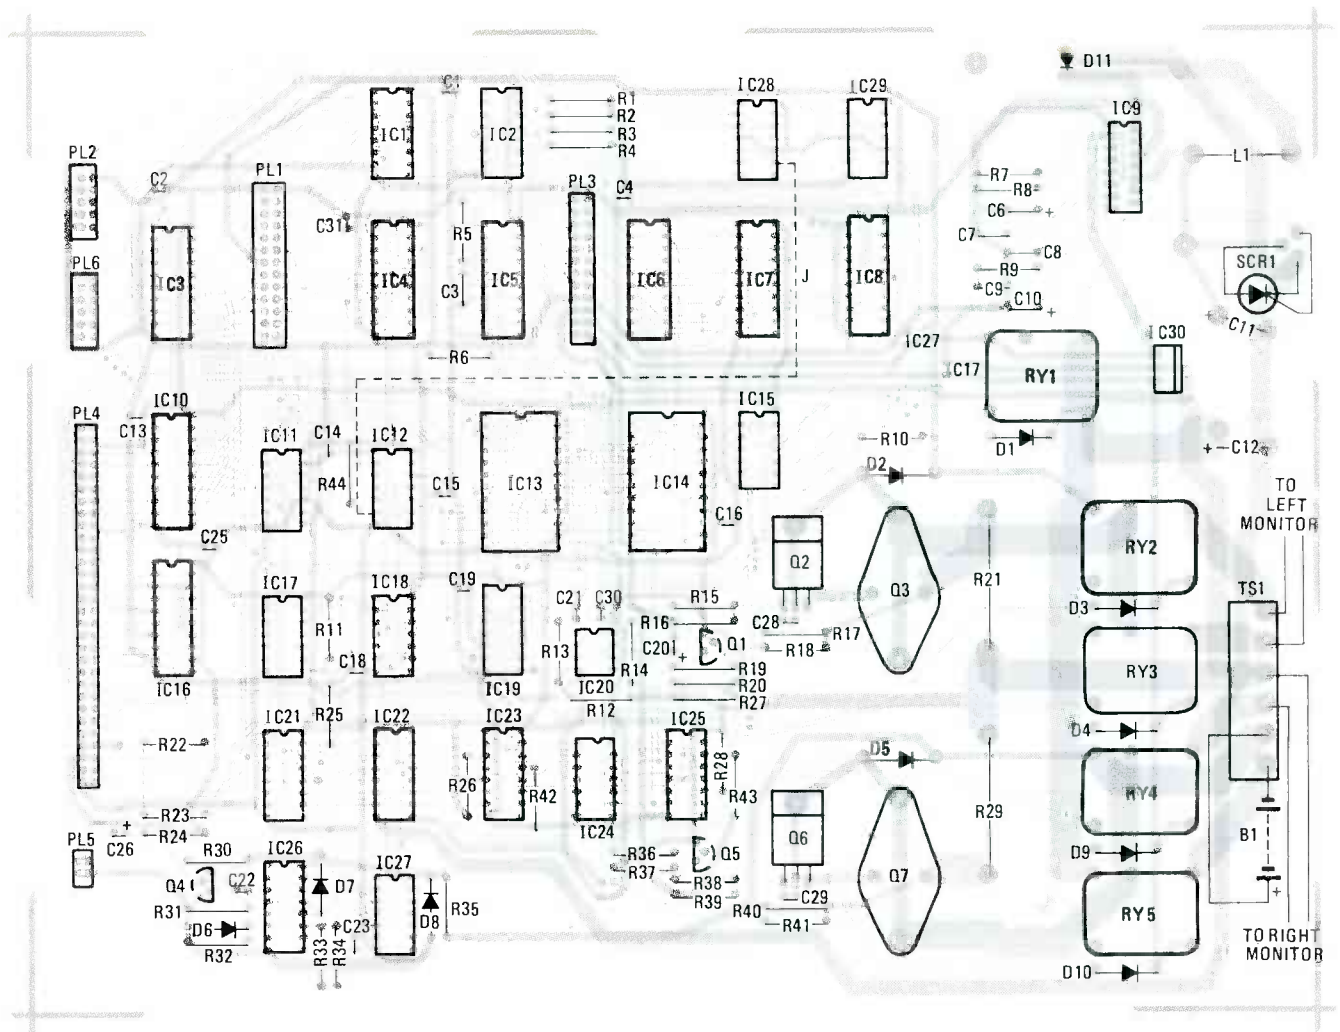 D11
C1
IC28
IC29
IC9
R1
R2
R3
R4
IC1
IC2
PL2
C2
PL1
PL3
C4
L1
R7
R8
C6
+
C31
R5
C7
C8
PL6
IC3
IC4
C3
IC5
IC6
IC7
J
IC8
R9
C9
C10
+
SCR1
+
C11
R6
IC27
C17
RY1
IC30
PL4
C13
IC10
IC11
C14
IC12
IC15
R10
D1
+
C12
D2
R44
C15
IC13
IC14
C16
TO
LEFT
MONITOR
C25
Q2
Q3
R21
RY2
IC17
IC18
C19
C21
C30
R15
D3
TS1
R11
R13
R16
C28
R17
C20
+
Q1
R18
C18
R14
R19
RY3
IC16
IC19
IC20
R20
R12
R27
R25
IC21
IC22
IC23
IC25
D4
R22
D5
R28
R26
R42
R43
RY4
R23
+
R24
IC24
R29
B1
PL5
C26
Q6
R30
IC26
IC27
R36
Q5
D9
Q4
C22
D7
R37
R38
Q7
+
R31
D8
R35
R39
C29
R40
RY5
D6
C23
R41
R32
R33
R34
TO RIGHT
MONITOR
D10